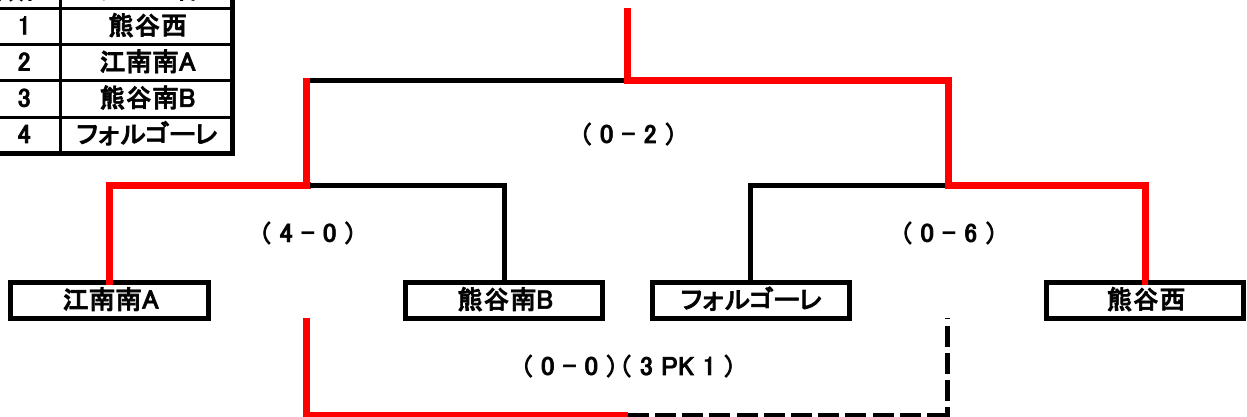 1 熊谷西
2 江南南A
3 熊谷南B
4 フォルゴーレ
( 0 − 2 )
( 4 − 0 )
( 0 − 6 )
江南南A
熊谷南B
フォルゴーレ
熊谷西
( 0 − 0 ) ( 3 PK 1 )